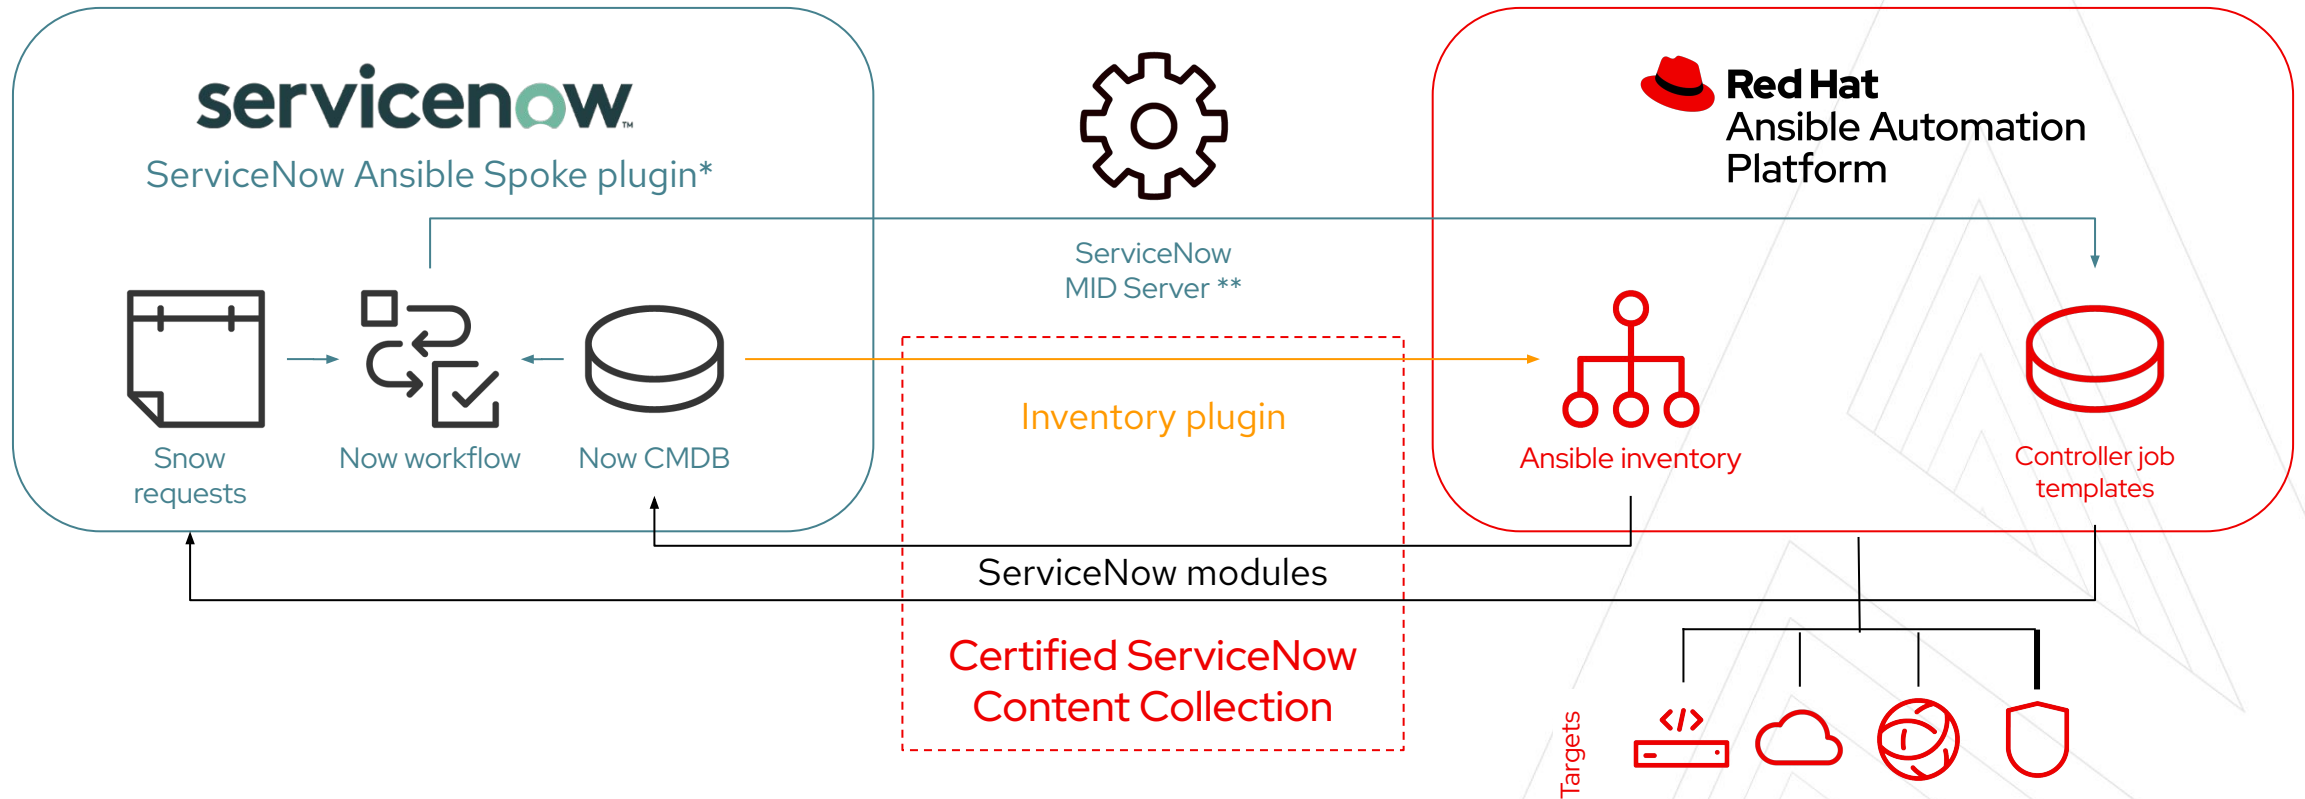 servicenow™
ServiceNow Ansible Spoke plugin*
Snow
requests
Now workflow
Now CMDB
ServiceNow
MID Server **
Inventory plugin
ServiceNow modules
Certified ServiceNow
Content Collection
Red Hat
Ansible Automation
Platform
Ansible inventory
Controller job
templates
Targets